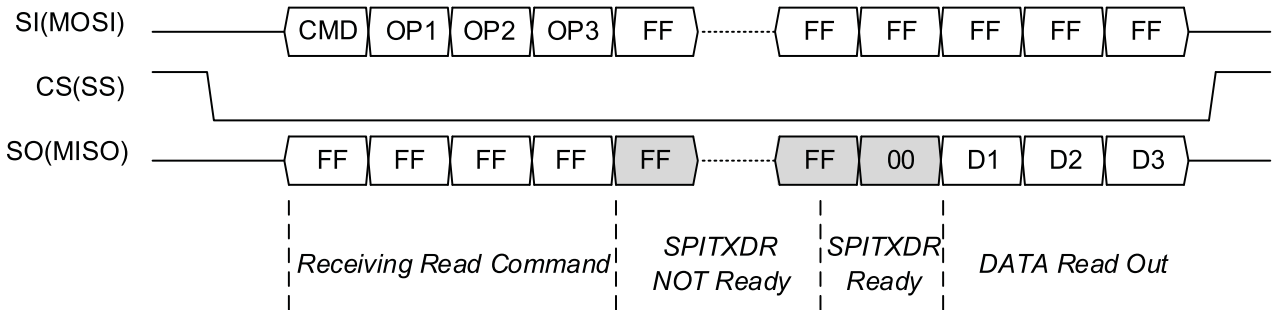 SI(MOSI) CMD OP1 OP2 OP3 FF FF FF FF FF FF
CS(SS)
SO(MISO) FF FF FF FF FF FF 00 D1 D2 D3
Receiving Read Command
SPITXDR
NOT Ready
SPITXDR
Ready
DATA Read Out